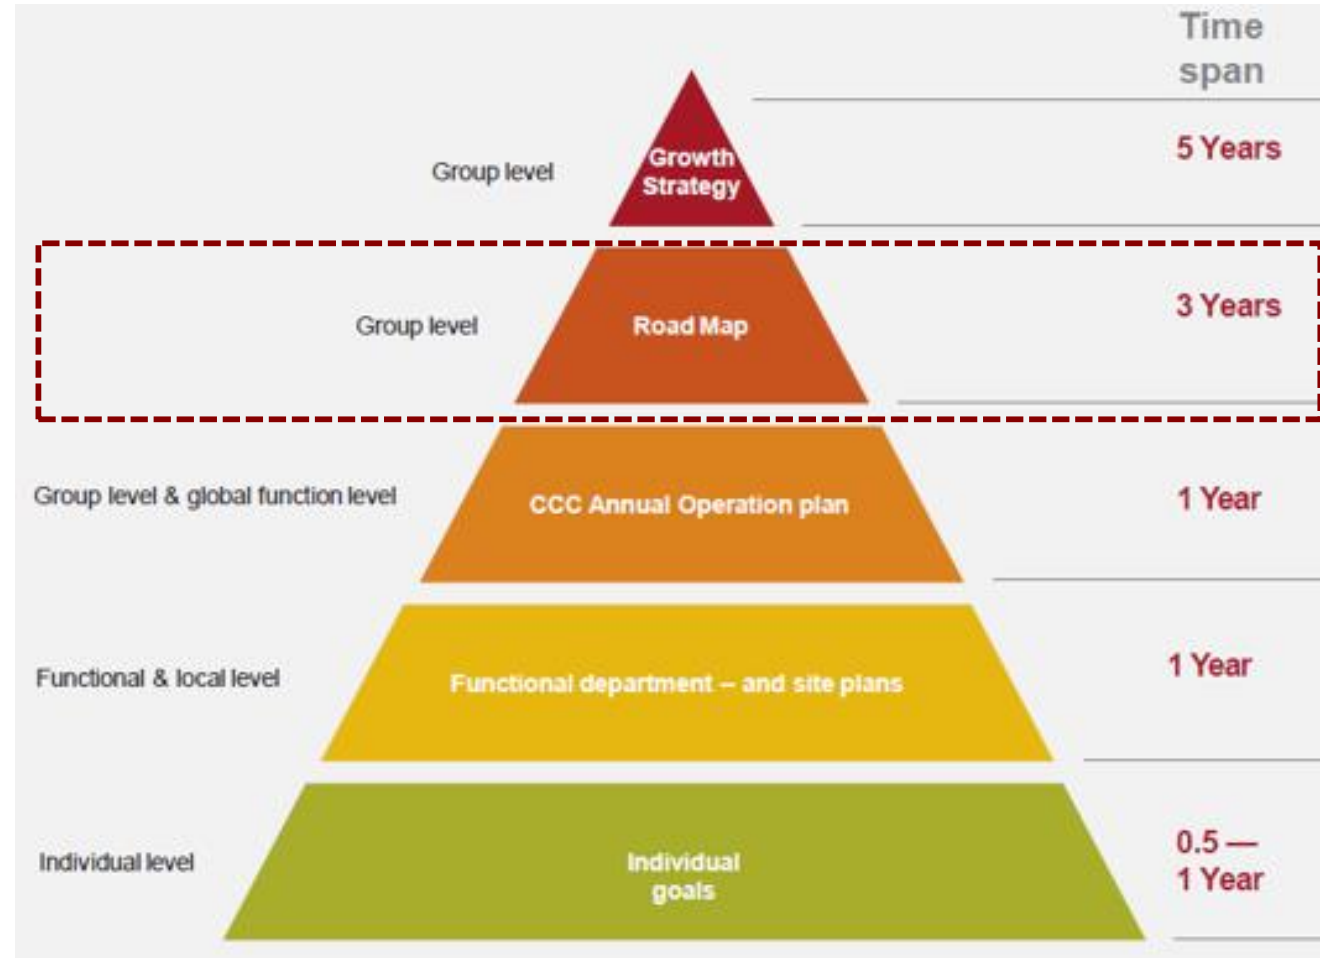 Time
span
Growth
Strategy
Group level
5 Years
Group level
Road Map
3 Years
Group level & global function level
CCC Annual Operation plan
1 Year
Functional & local level
Functional department – and site plans
1 Year
Individual level
Individual
goals
0.5 —
1 Year